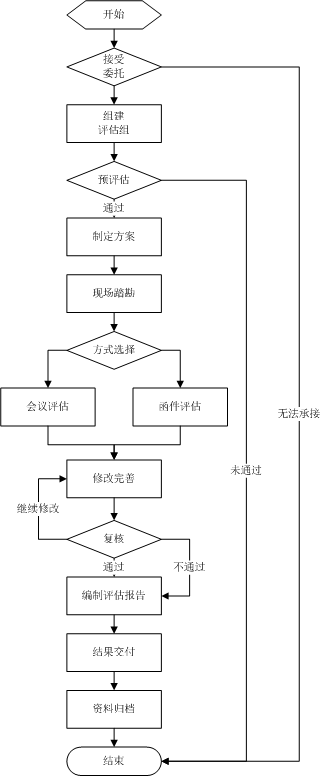 开始
接受
委托
组建
评估组
预评估
通过
制定方案
现场踏勘
方式选择
会议评估
函件评估
无法承接
未通过
修改完善
继续修改
复核
通过
不通过
编制评估报告
结果交付
资料归档
结束